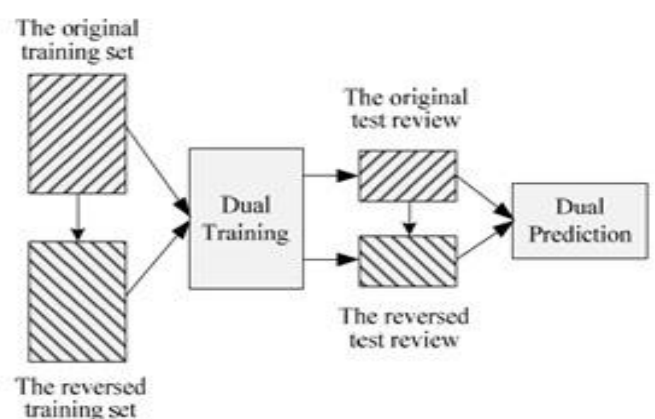 The original
training set
The original
test review
Dual
Training
Dual
Prediction
The reversed
test review
The reversed
training set